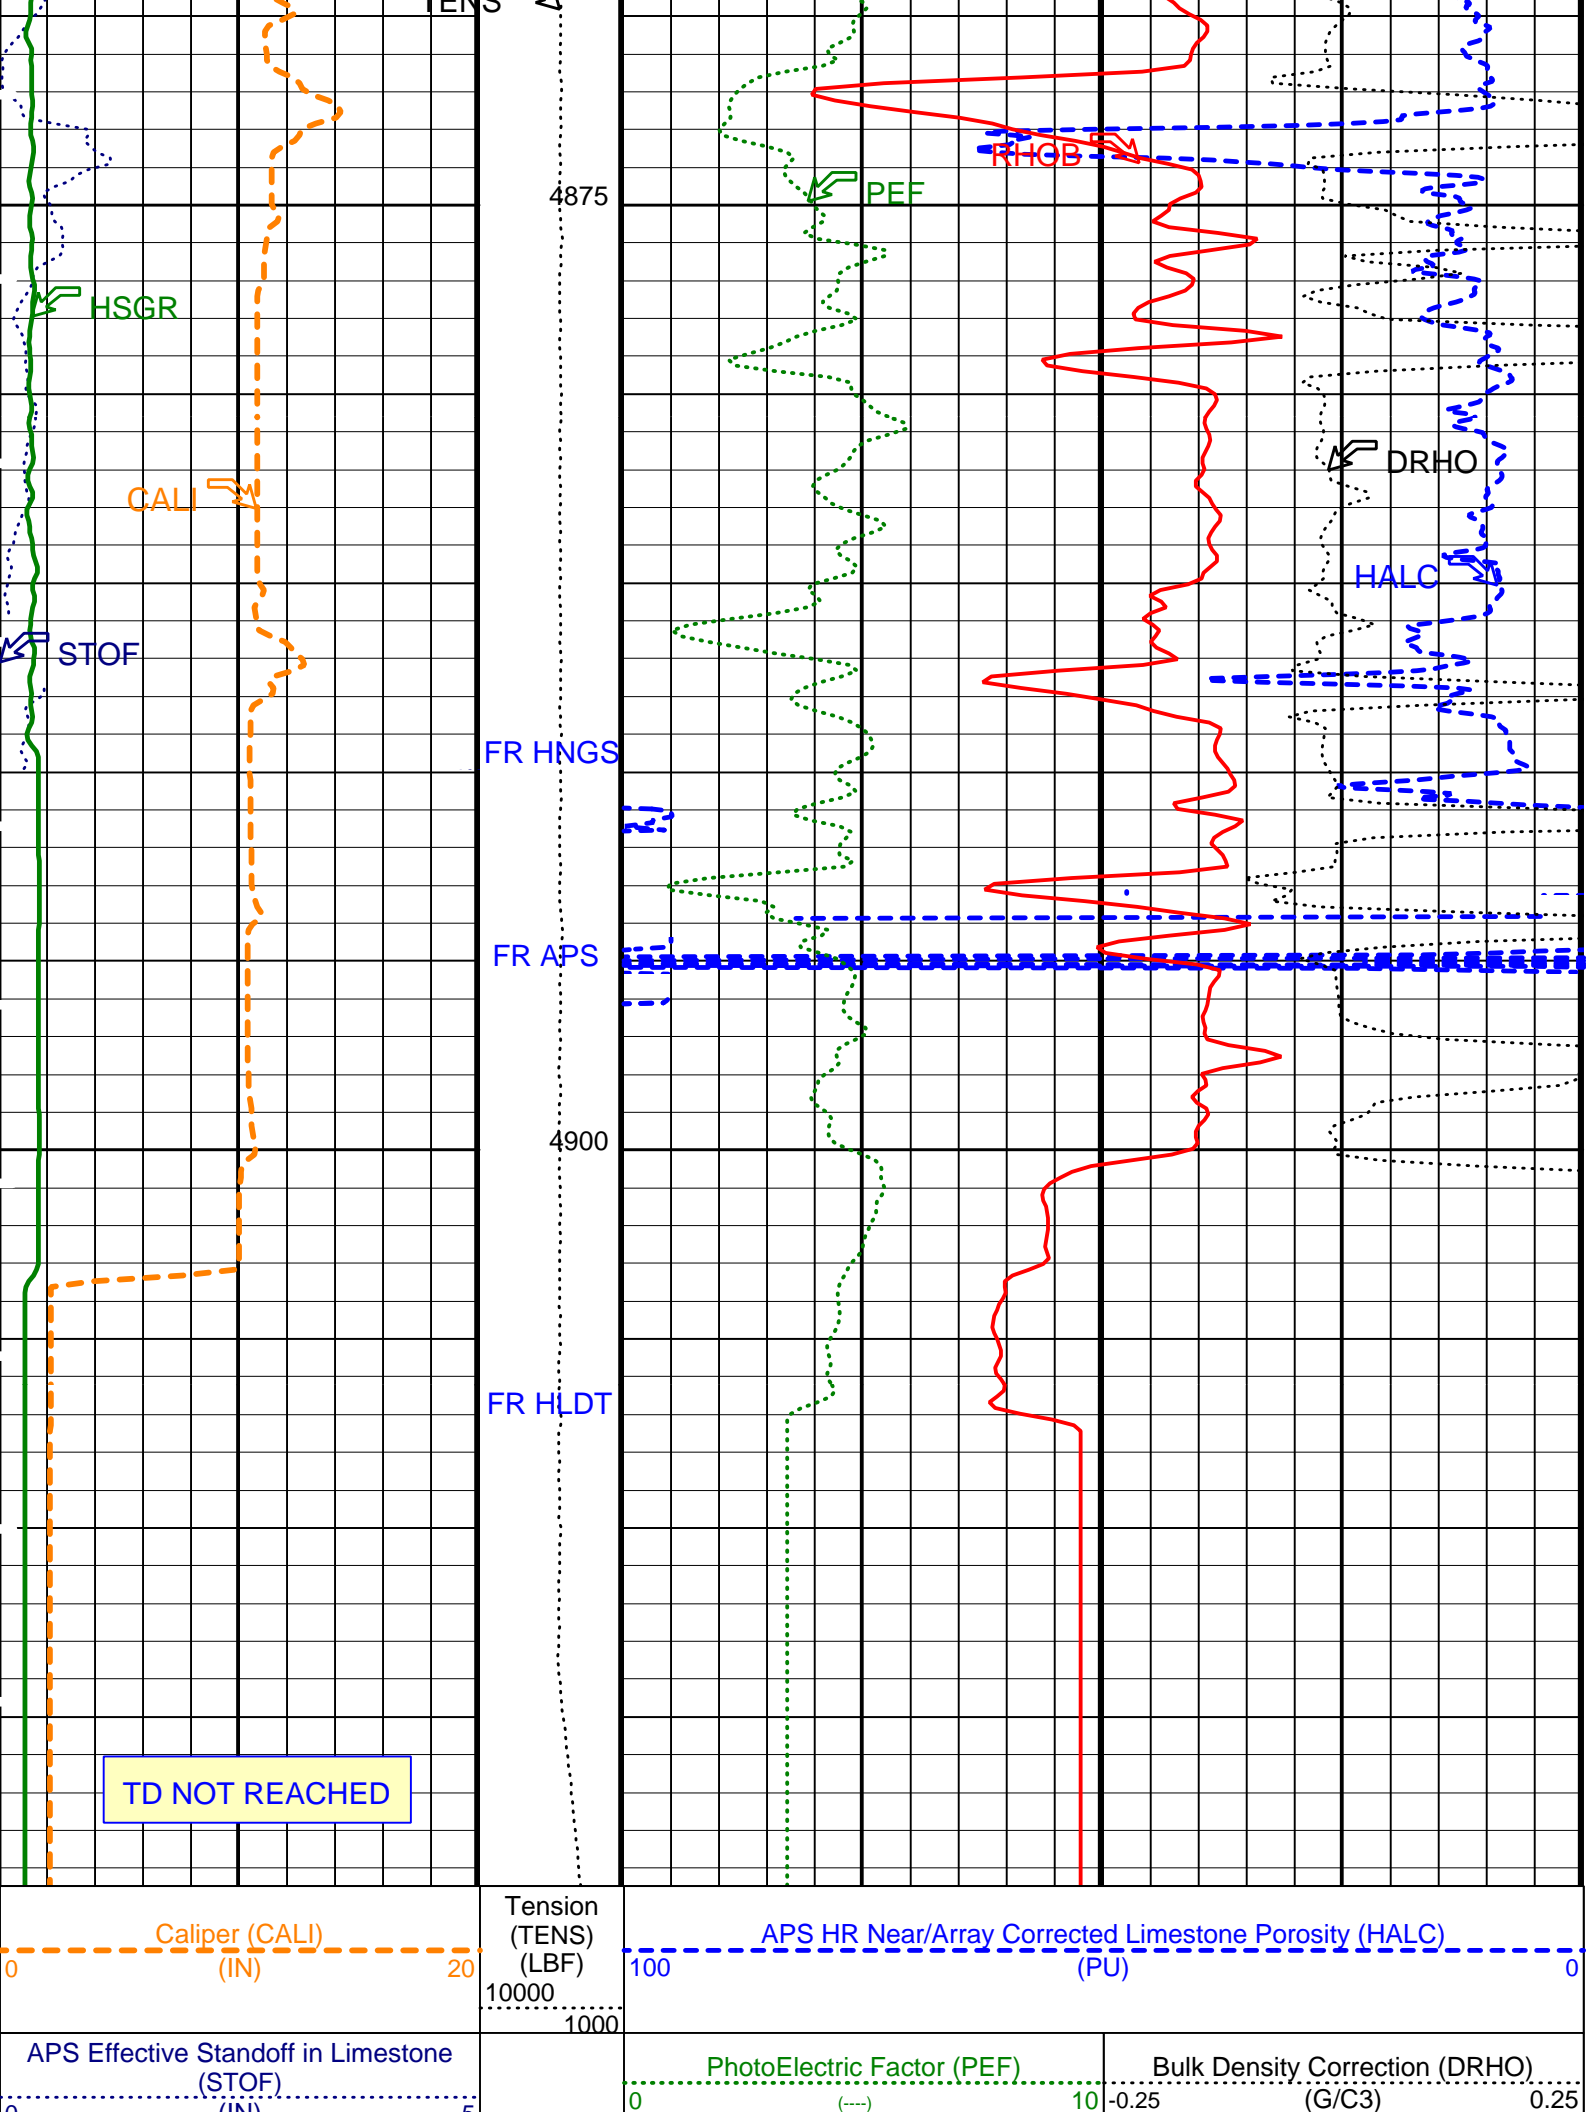 TENS
RHOB
4875
PEF
HSGR
DRHO
CALI
HALC
STOF
FR HNGS
FR APS
4900
FR HLDT
TD NOT REACHED
Caliper (CALI)
0 (IN) 20
Tension
(TENS)
(LBF)
10000
1000
APS HR Near/Array Corrected Limestone Porosity (HALC)
100 (PU) 0
APS Effective Standoff in Limestone
(STOF)
0 (IN) 5
PhotoElectric Factor (PEF)
0 (----) 10
Bulk Density Correction (DRHO)
-0.25 (G/C3) 0.25